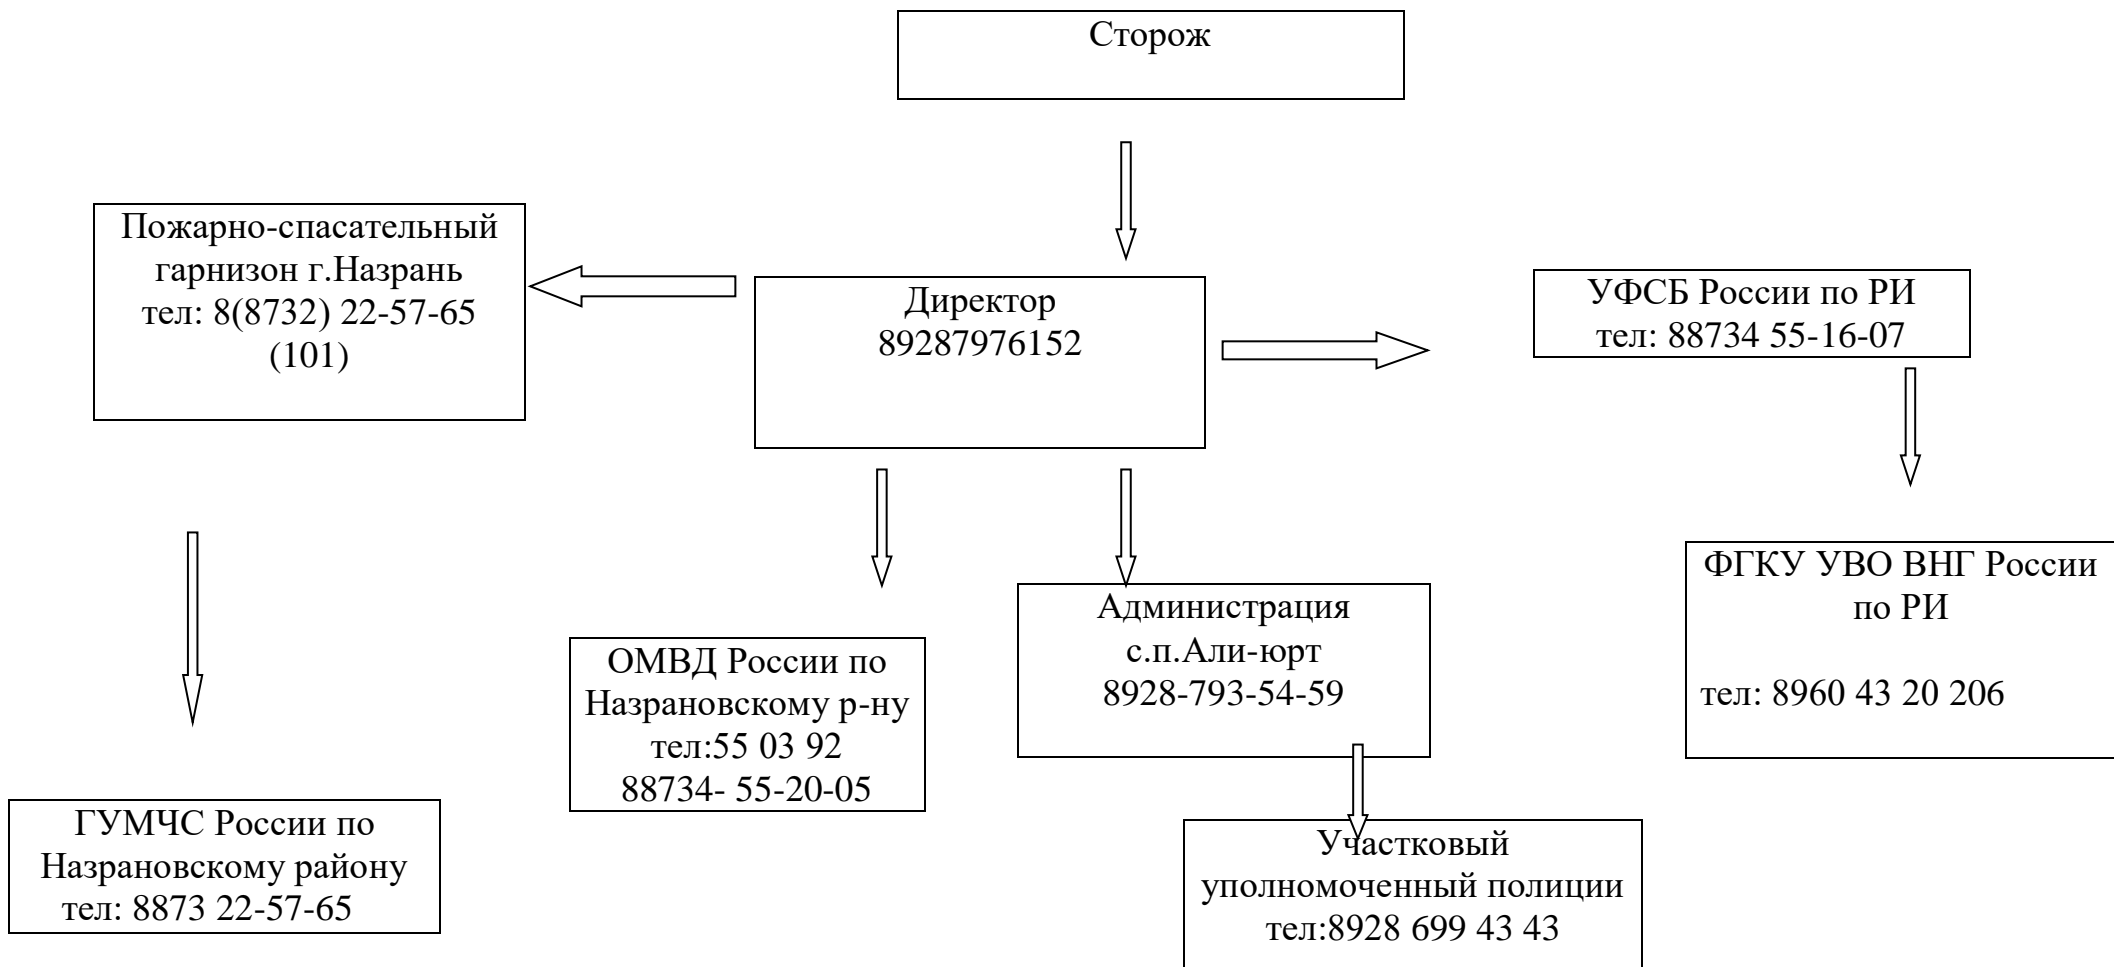 Сторож
Пожарно-спасательный
гарнизон г.Назрань
тел: 8(8732) 22-57-65
(101)
Директор
89287976152
УФСБ России по РИ
тел: 88734 55-16-07
ФГКУ УВО ВНГ России
по РИ
тел: 8960 43 20 206
Администрация
с.п.Али-юрт
8928-793-54-59
ОМВД России по
Назрановскому р-ну
тел:55 03 92
88734- 55-20-05
ГУМЧС России по
Назрановскому району
тел: 8873 22-57-65
Участковый
уполномоченный полиции
тел:8928 699 43 43